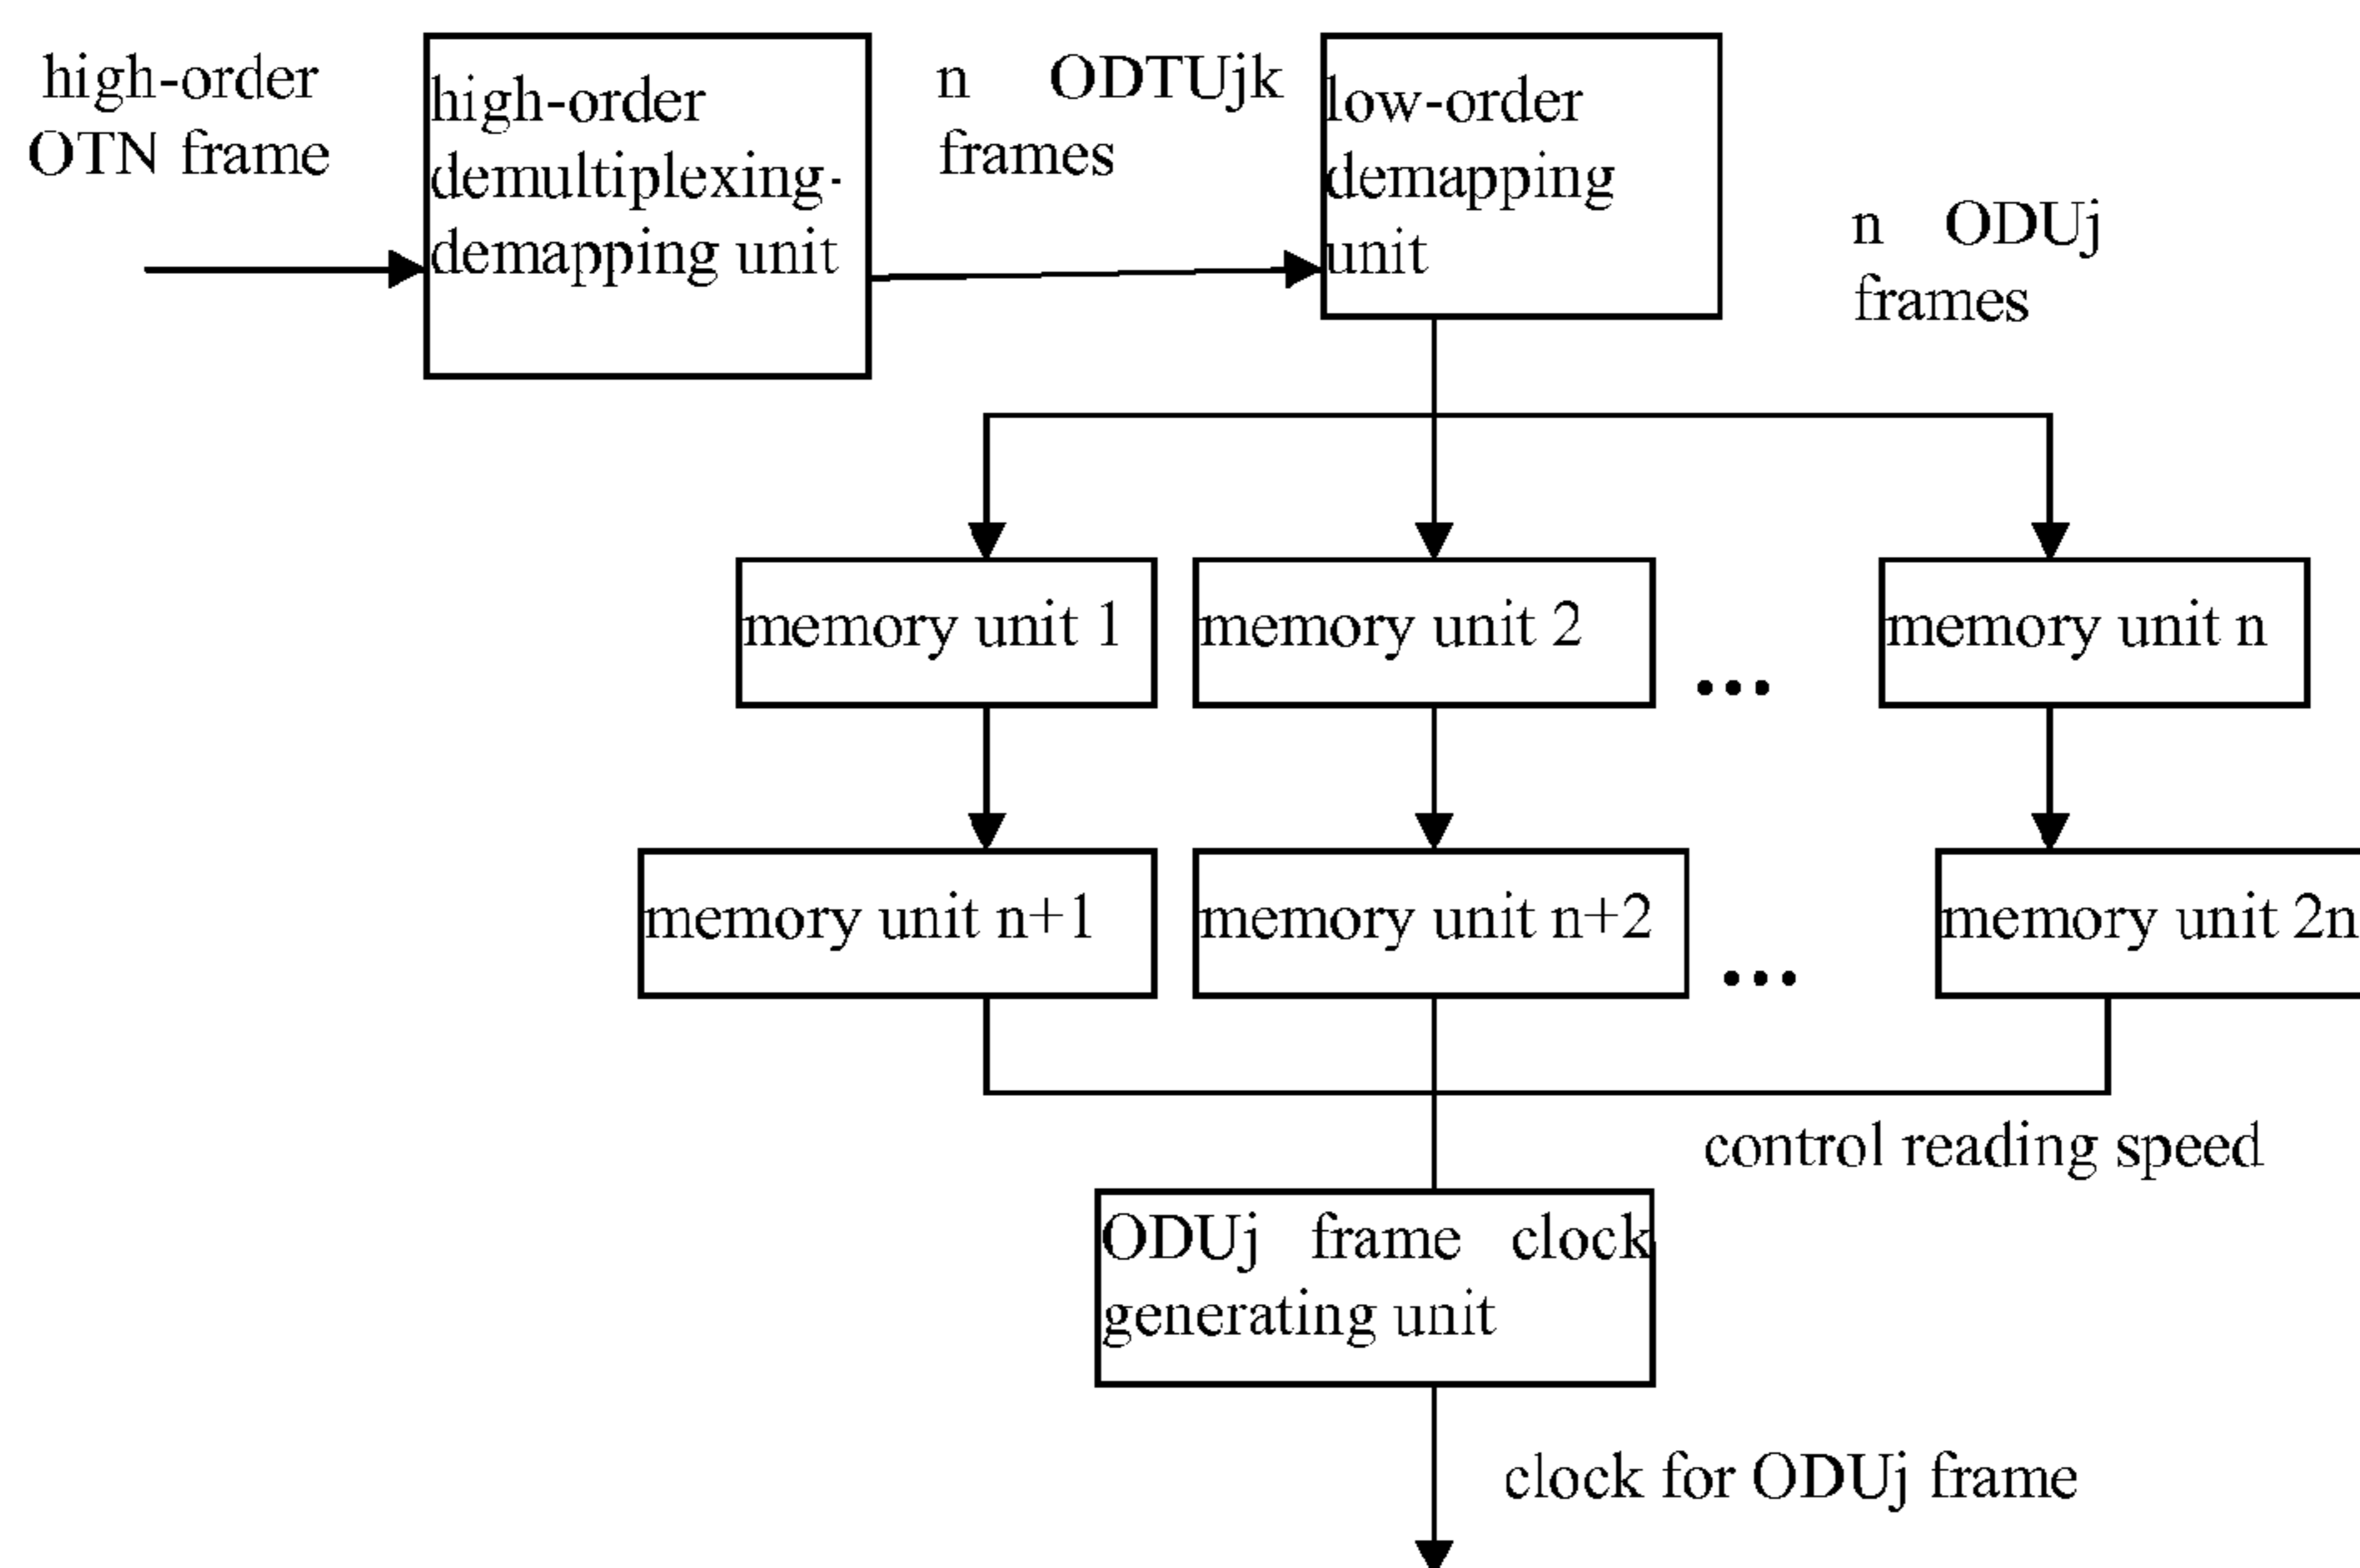 high-order
OTN frame
high-order
demultiplexing-
demapping unit
n ODTUjk
frames
low-order
demapping
unit
n ODUj
frames
memory unit 1
memory unit 2
...
memory unit n
memory unit n+1
memory unit n+2
...
memory unit 2n
control reading speed
ODUj frame clock
generating unit
clock for ODUj frame